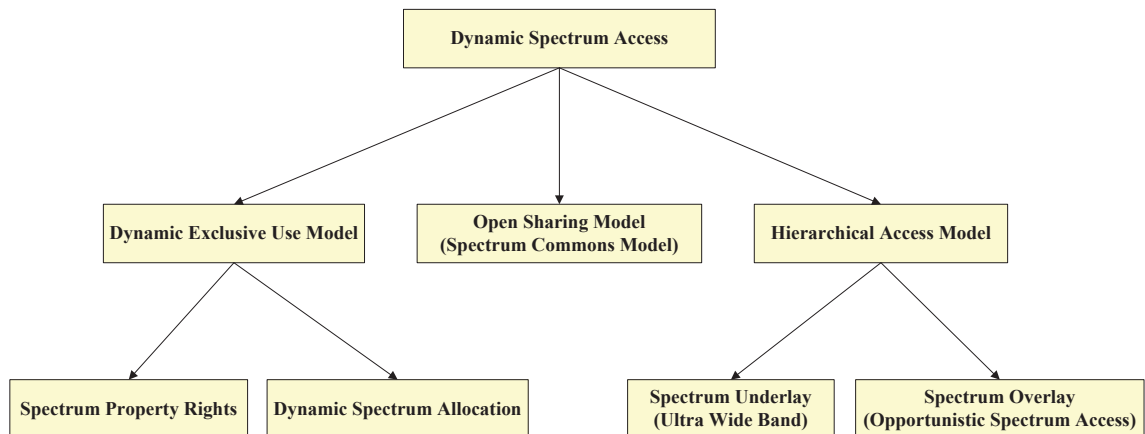 Dynamic Spectrum Access
Dynamic Exclusive Use Model
Open Sharing Model
(Spectrum Commons Model)
Hierarchical Access Model
Spectrum Property Rights
Dynamic Spectrum Allocation
Spectrum Underlay
(Ultra Wide Band)
Spectrum Overlay
(Opportunistic Spectrum Access)